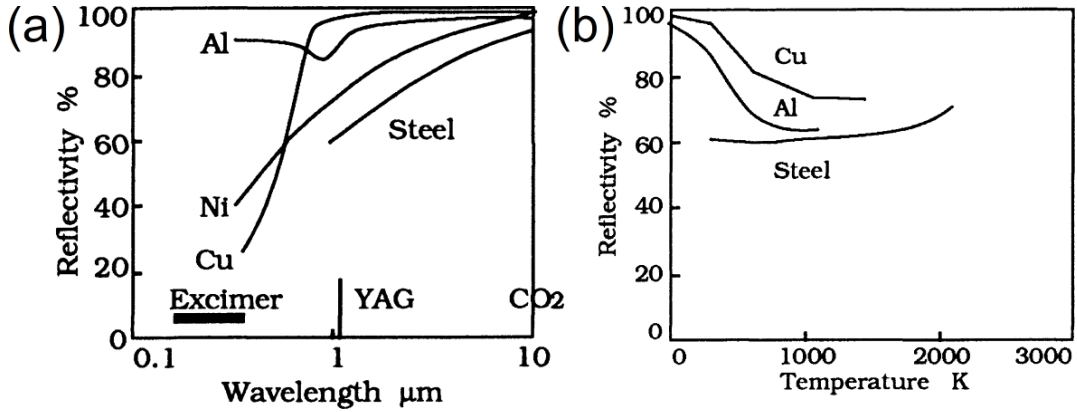 (a)
100
80
60
40
20
0
Reflectivity %
Al
Ni
Cu
Steel
Excimer
YAG
CO2
0.1
1
10
Wavelength µm
(b)
100
80
60
40
20
0
Reflectivity %
Cu
Al
Steel
0
1000
2000
3000
Temperature K